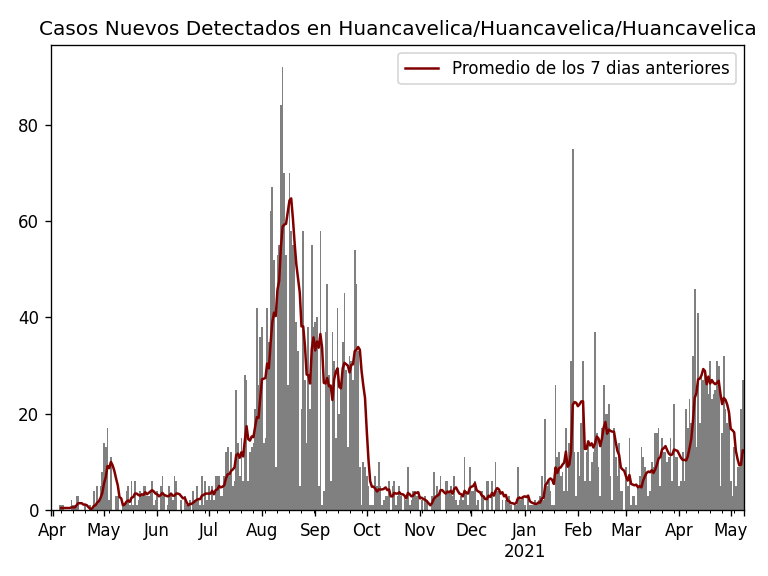 Casos Nuevos Detectados en Huancavelica/Huancavelica/Huancavelica
Promedio de los 7 dias anteriores
80
60
40
20
0
Apr May Jun Jul Aug Sep Oct Nov Dec Jan Feb Mar Apr May
2021